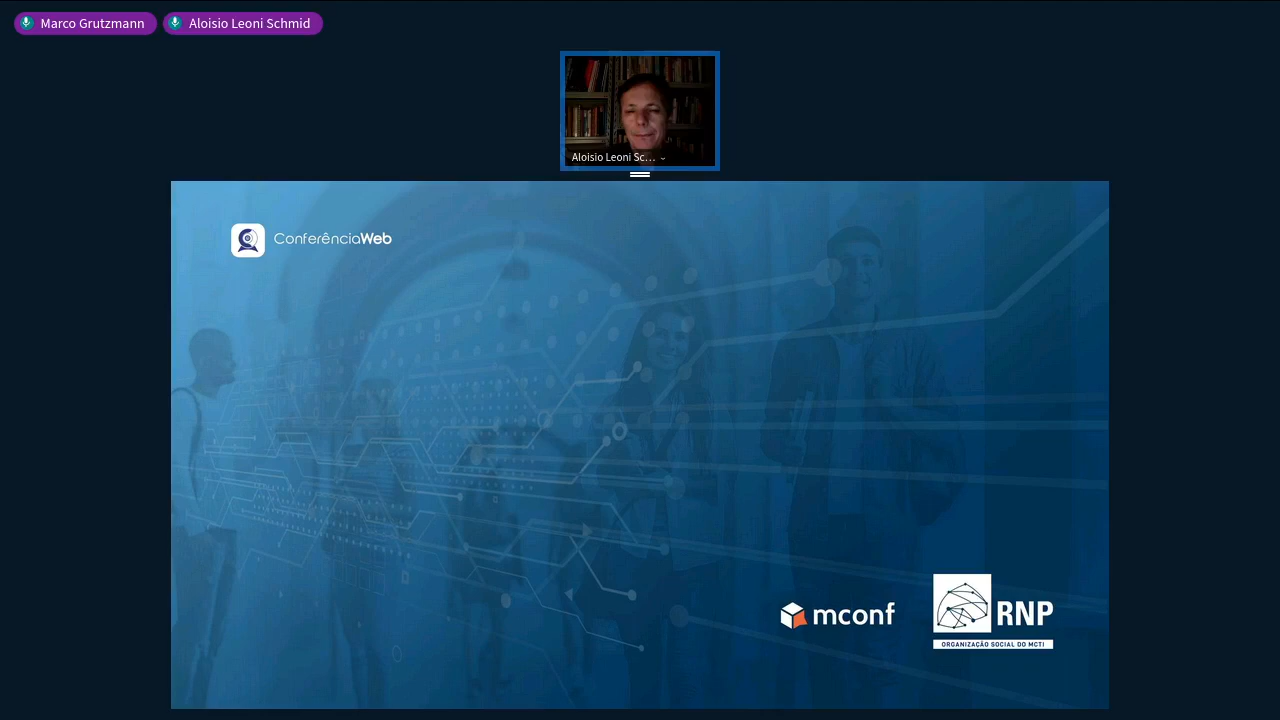 Marco Grutzmann
Aloisio Leoni Schmid
Aloisio Leoni Sc...
ConferênciaWeb
mconf
RNP
ORGANIZAÇÃO SOCIAL DO MCTI